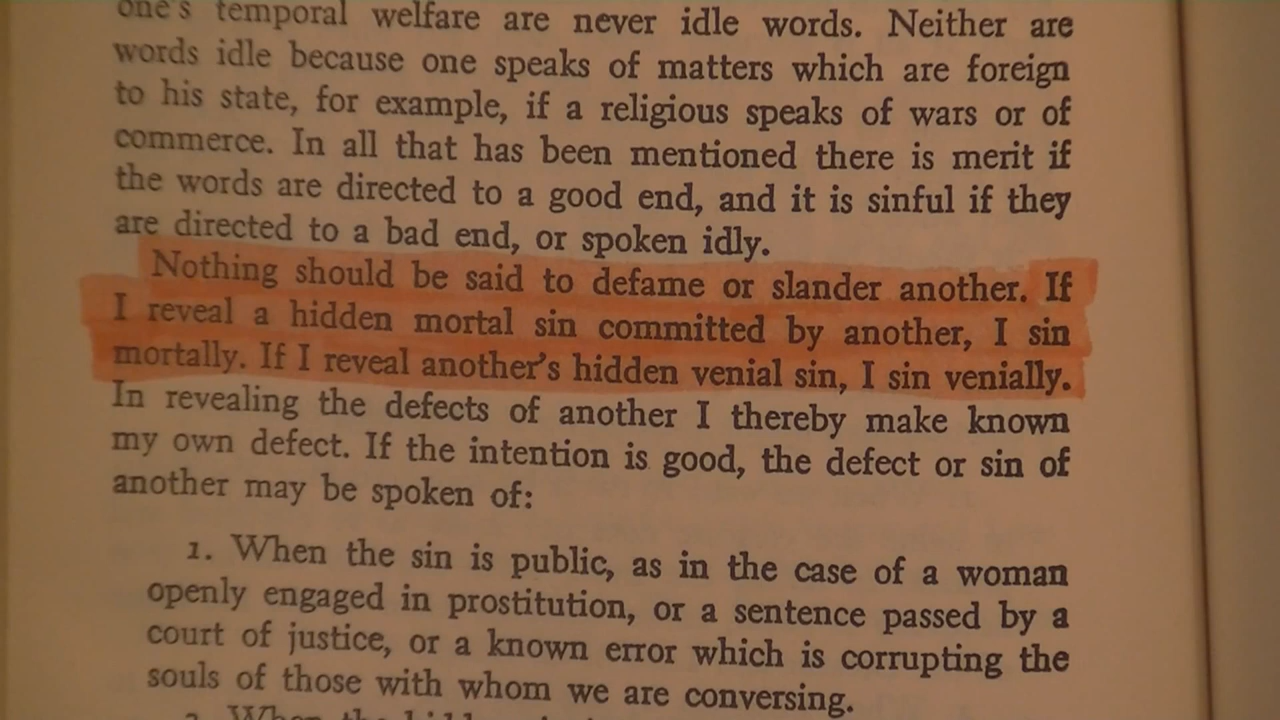 one's temporal welfare are never idle words. Neither are
words idle because one speaks of matters which are foreign
to his state, for example, if a religious speaks of wars or of
commerce. In all that has been mentioned there is merit if
the words are directed to a good end, and it is sinful if they
are directed to a bad end, or spoken idly.
Nothing should be said to defame or slander another. If
I reveal a hidden mortal sin committed by another, I sin
mortally. If I reveal another's hidden venial sin, I sin venially.
In revealing the defects of another I thereby make known
my own defect. If the intention is good, the defect or sin of
another may be spoken of:
1. When the sin is public, as in the case of a woman
openly engaged in prostitution, or a sentence passed by a
court of justice, or a known error which is corrupting the
souls of those with whom we are conversing.
2. When the